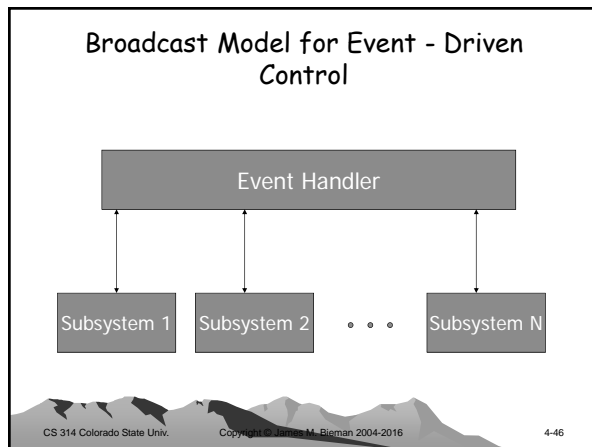 Broadcast Model for Event - Driven
Control
Event Handler
Subsystem 1
Subsystem 2
Subsystem N
CS 314 Colorado State Univ.
Copyright © James M. Bieman 2004-2016
4-46